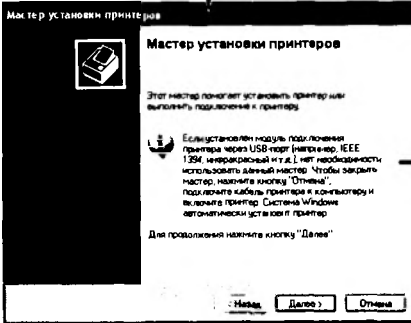 Мастер установки принтеров
Мастер установки принтеров
Этот мастер помогает установить принтер или
выполнить подключение к принтеру.
Если установлен модуль подключения
принтера через USB-порт (например, IEEE
1394, инфракрасный и т.д.), нет необходимости
использовать данный мастер. Чтобы закрыть
мастер, нажмите кнопку "Отмена",
подключите кабель принтера к компьютеру и
включите принтер. Система Windows
автоматически установит принтер
Для продолжения нажмите кнопку "Далее"
Назад Далее > Отмена